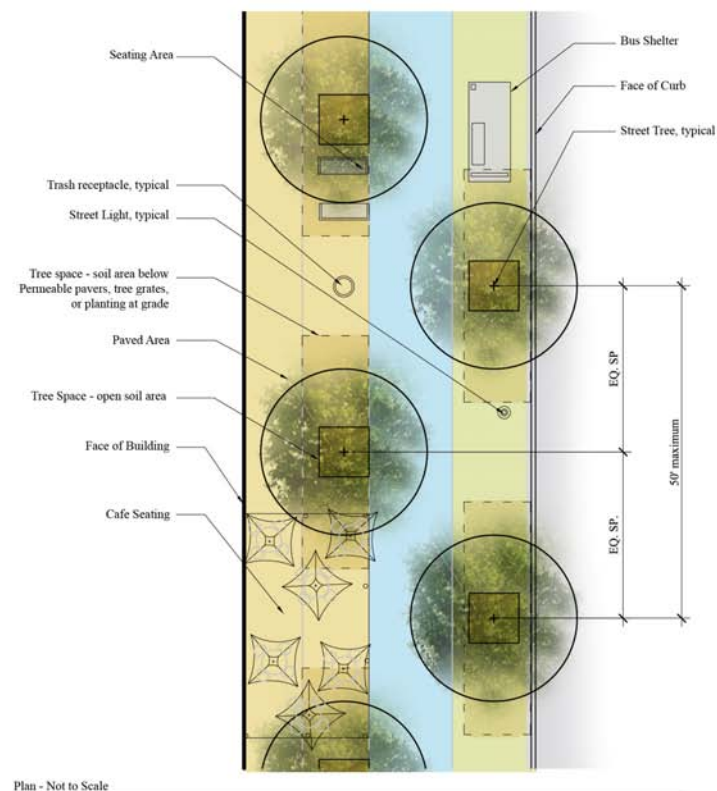 Seating Area
Trash receptacle, typical
Street Light, typical
Tree space - soil area below
Permeable pavers, tree grates,
or planting at grade
Paved Area
Tree Space - open soil area
Face of Building
Cafe Seating
Bus Shelter
Face of Curb
Street Tree, typical
EQ. SP
50' maximum
EQ. SP.
Plan - Not to Scale